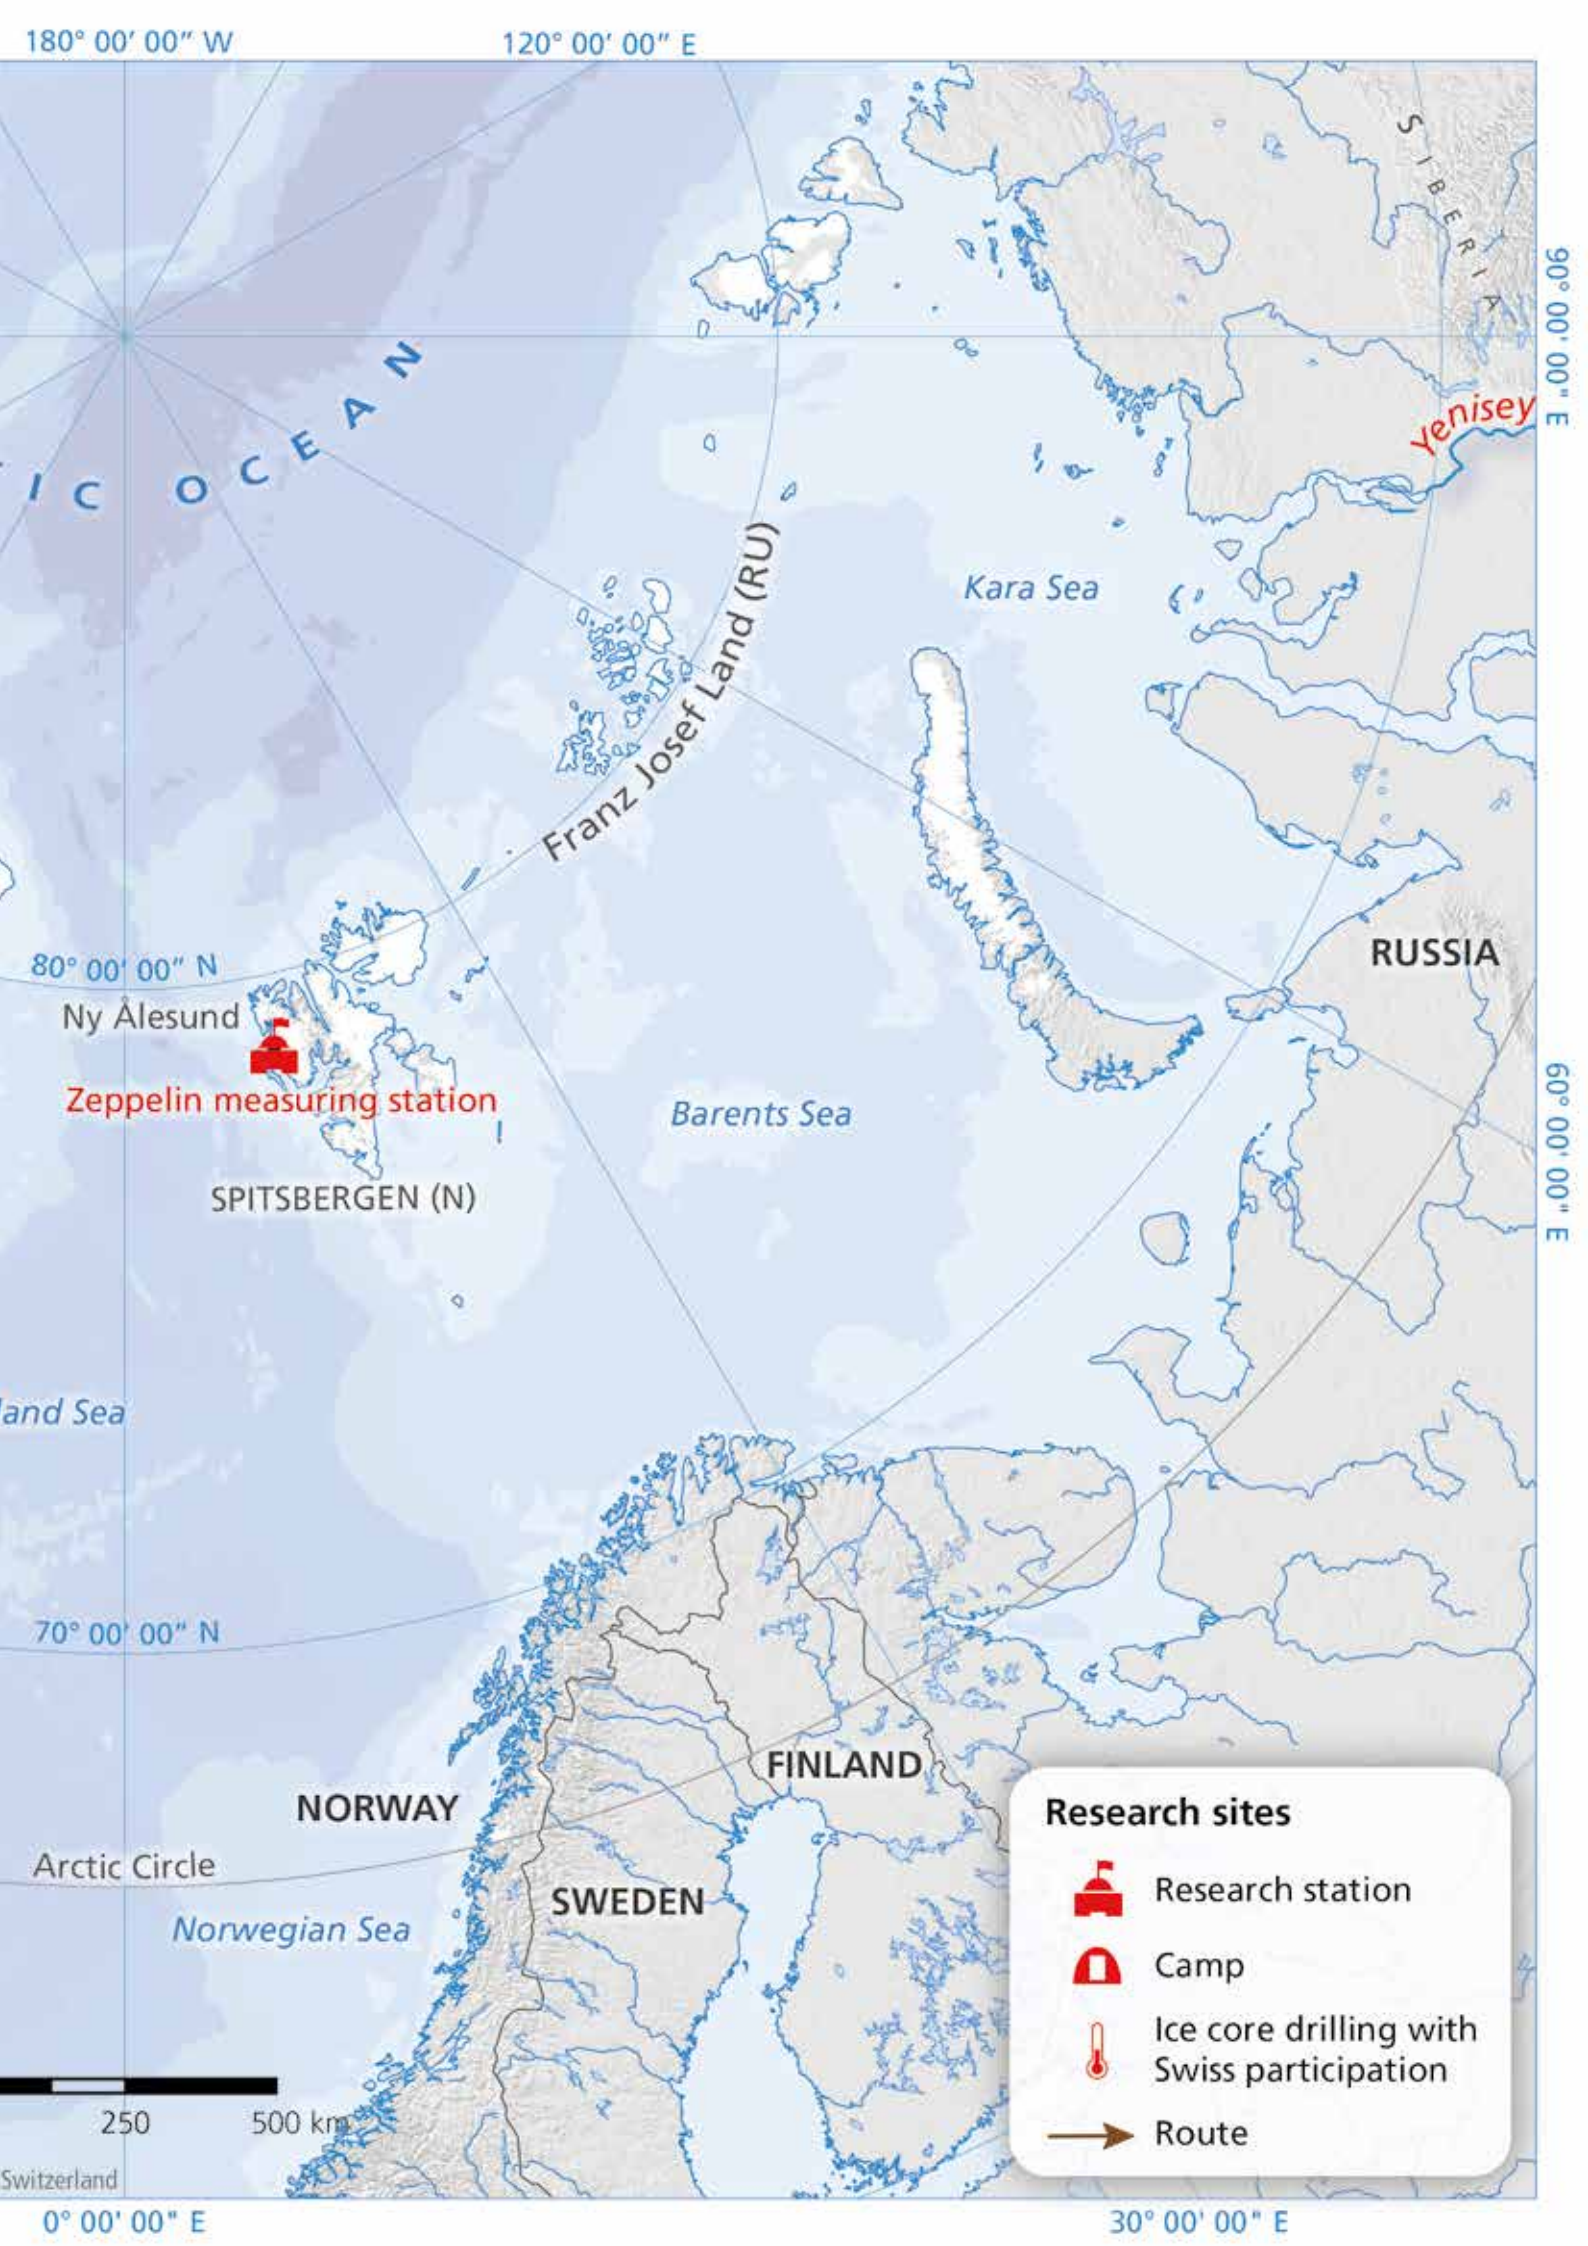 180° 00' 00" W
120° 00' 00" E
SIBERIA
90° 00' 00" E
IC OCEAN
Yenisey
Franz Josef Land (RU)
Kara Sea
RUSSIA
80° 00' 00" N
Ny Ålesund
Zeppelin measuring station
Barents Sea
60° 00' 00" E
SPITSBERGEN (N)
land Sea
70° 00' 00" N
FINLAND
NORWAY
Arctic Circle
SWEDEN
Norwegian Sea
Research sites
Research station
Camp
Ice core drilling with
Swiss participation
Route
250
500 km
Switzerland
0° 00' 00" E
30° 00' 00" E